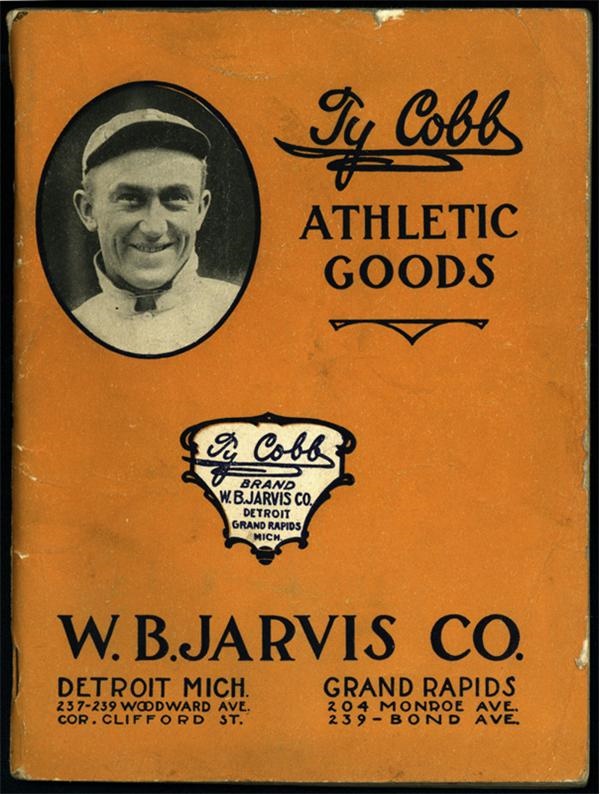 Ty Cobb
ATHLETIC
GOODS
Ty Cobb
BRAND
W.B.JARVIS CO.
DETROIT
GRAND RAPIDS
MICH.
W. B. JARVIS CO.
DETROIT MICH.
237-239 WOODWARD AVE.
COR. CLIFFORD ST.
GRAND RAPIDS
204 MONROE AVE.
239-BOND AVE.